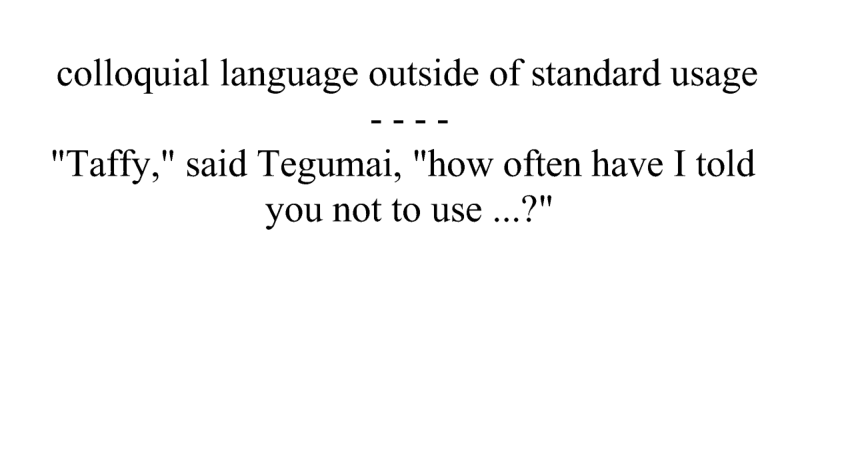 colloquial language outside of standard usage
- - - -
"Taffy," said Tegumai, "how often have I told
you not to use ...?"